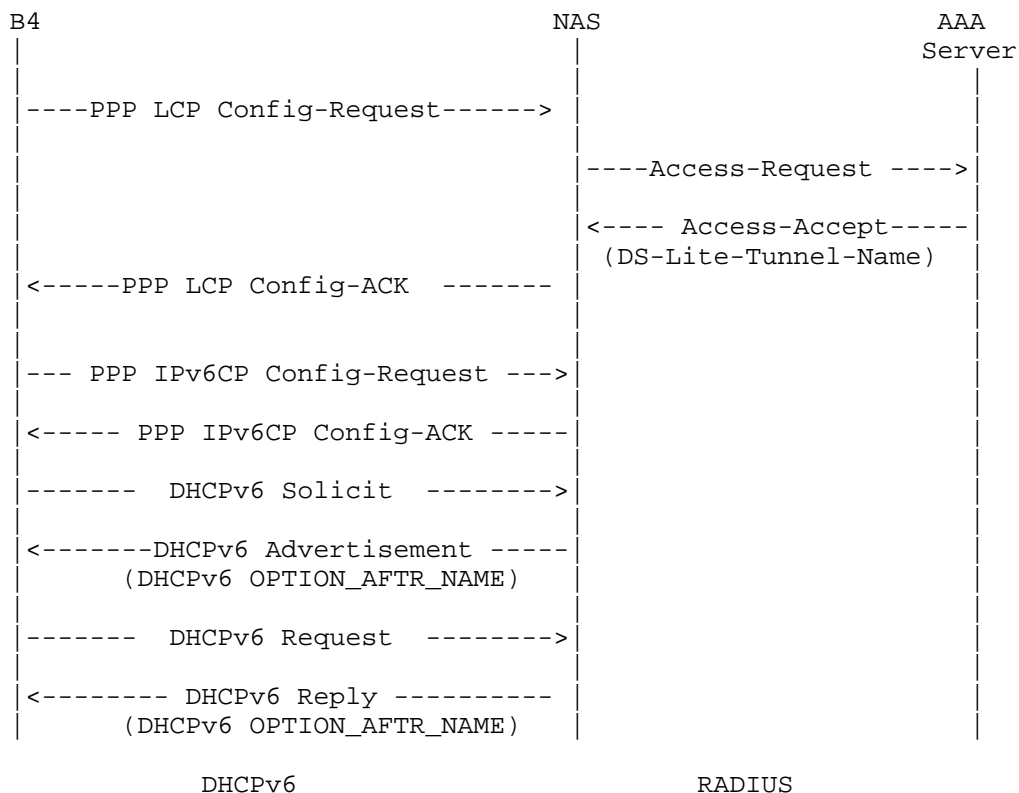 B4                                  NAS                      AAA
|                                    |                      Server
|                                    |                         |
|----PPP LCP Config-Request------>   |                         |
|                                    |                         |
|                                    |----Access-Request ---->|
|                                    |                         |
|                                    |<---- Access-Accept-----|
|                                    | (DS-Lite-Tunnel-Name)   |
|<-----PPP LCP Config-ACK  -------   |                         |
|                                    |                         |
|                                    |                         |
|--- PPP IPv6CP Config-Request --->|                         |
|                                    |                         |
|<----- PPP IPv6CP Config-ACK -----|                         |
|                                    |                         |
|-------  DHCPv6 Solicit  -------->|                         |
|                                    |                         |
|<-------DHCPv6 Advertisement -----|                         |
|      (DHCPv6 OPTION_AFTR_NAME)     |                         |
|                                    |                         |
|-------  DHCPv6 Request  -------->|                         |
|                                    |                         |
|<-------- DHCPv6 Reply ----------   |                         |
|      (DHCPv6 OPTION_AFTR_NAME)     |                         |
DHCPv6                          RADIUS